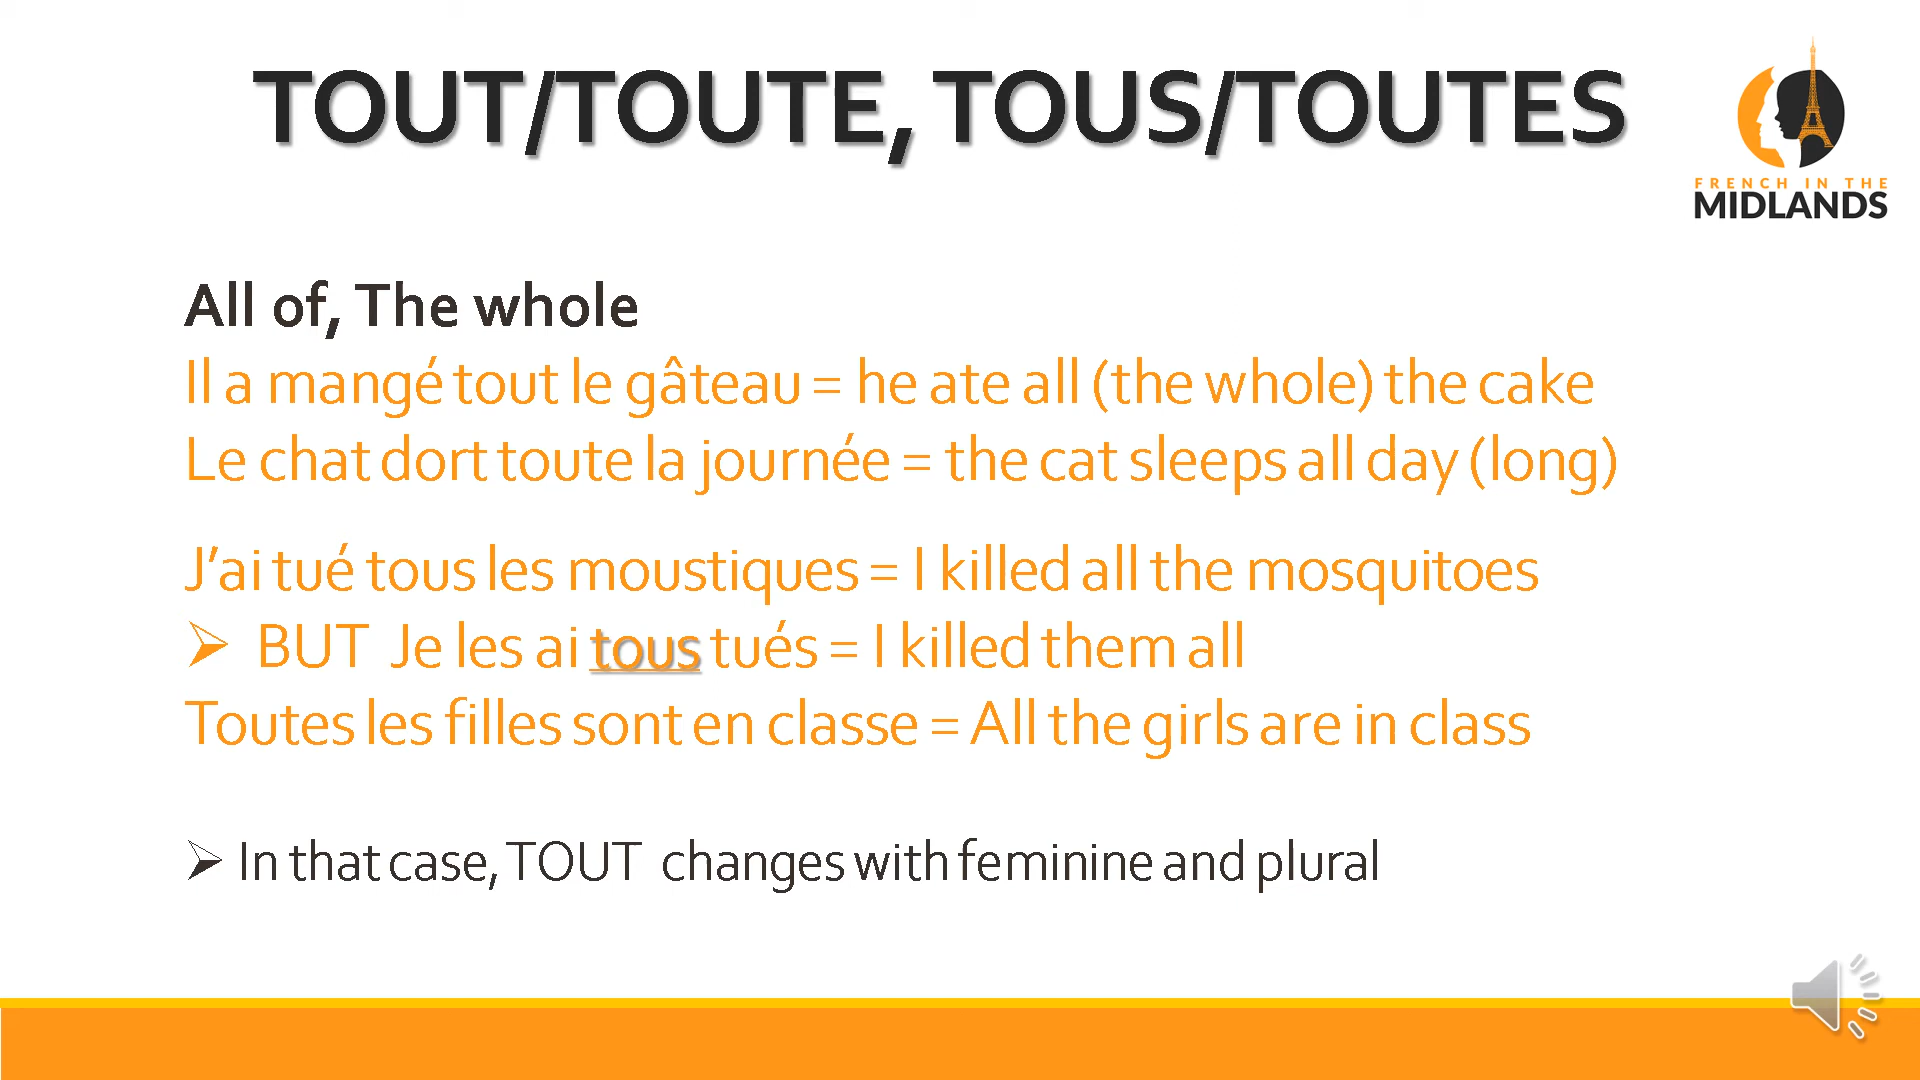 TOUT/TOUTE, TOUS/TOUTES
FRENCH IN THE
MIDLANDS
All of, The whole
Il a mangé tout le gâteau = he ate all (the whole) the cake
Le chat dort toute la journée = the cat sleeps all day (long)
J’ai tué tous les moustiques = I killed all the mosquitoes
➢ BUT Je les ai tous tués = I killed them all
Toutes les filles sont en classe = All the girls are in class
➢ In that case, TOUT changes with feminine and plural